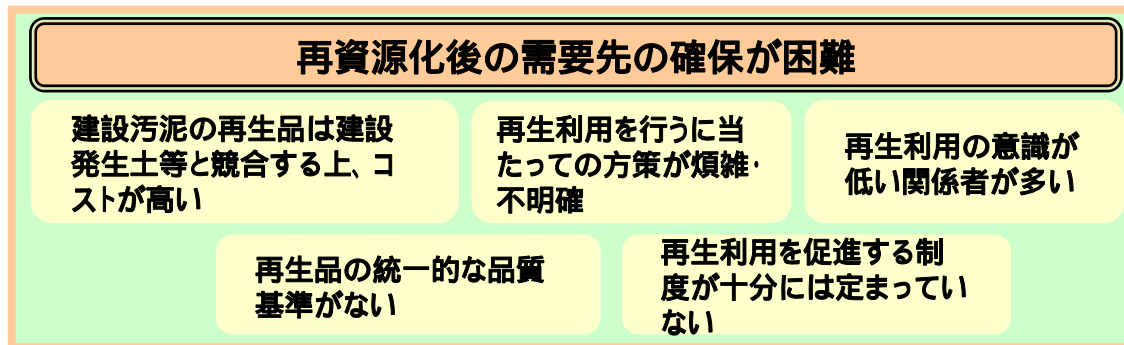 再資源化後の需要先の確保が困難
建設汚泥の再生品は建設
発生土等と競合する上、コ
ストが高い
再生利用を行うに当
たっての方策が煩雑・
不明確
再生利用の意識が
低い関係者が多い
再生品の統一的な品質
基準がない
再生利用を促進する制
度が十分には定まってい
ない